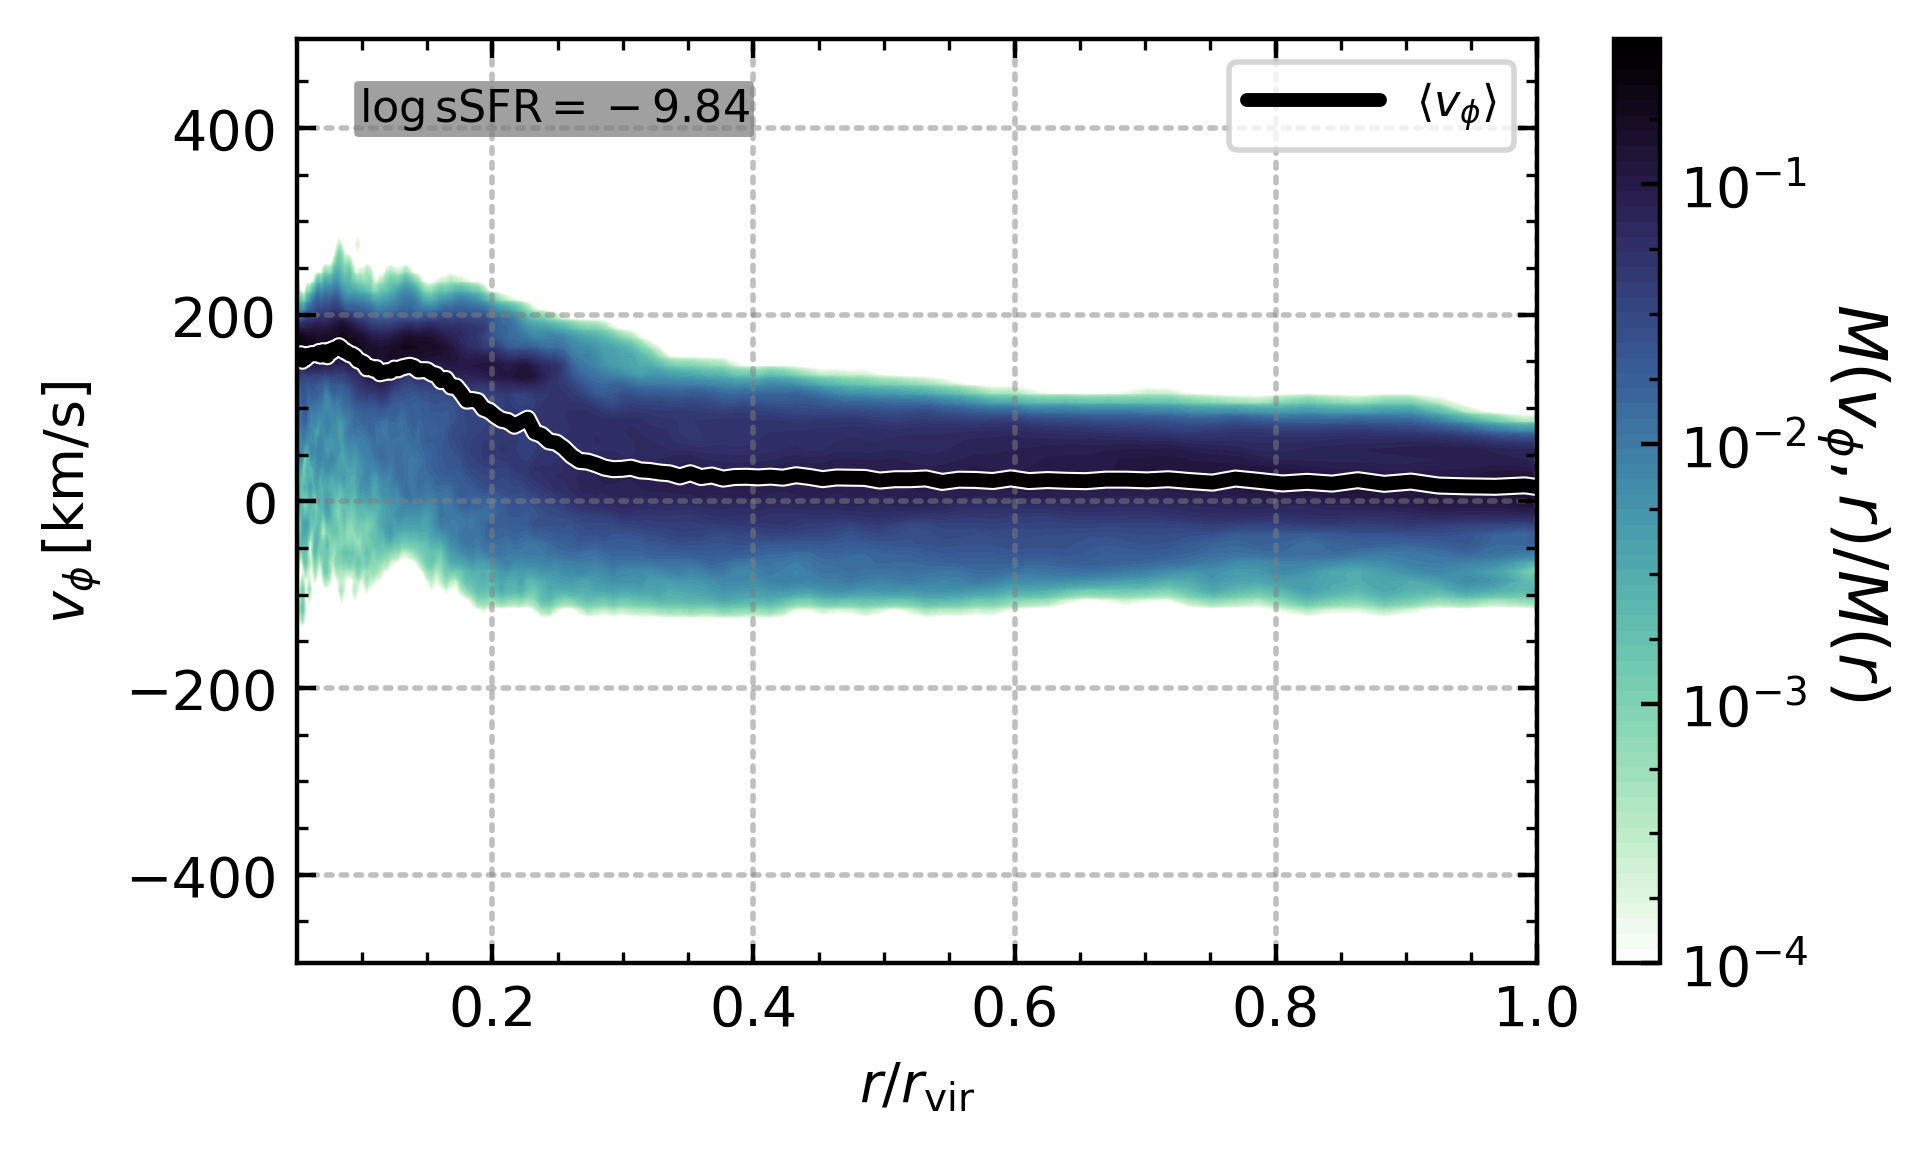 log sSFR = − 9.84
⟨v_ϕ⟩
400
200
0
−200
−400
v_ϕ [km/s]
0.2 0.4 0.6 0.8 1.0
r/r_vir
10^−1
10^−2
10^−3
10^−4
M(v_ϕ, r)/M(r)